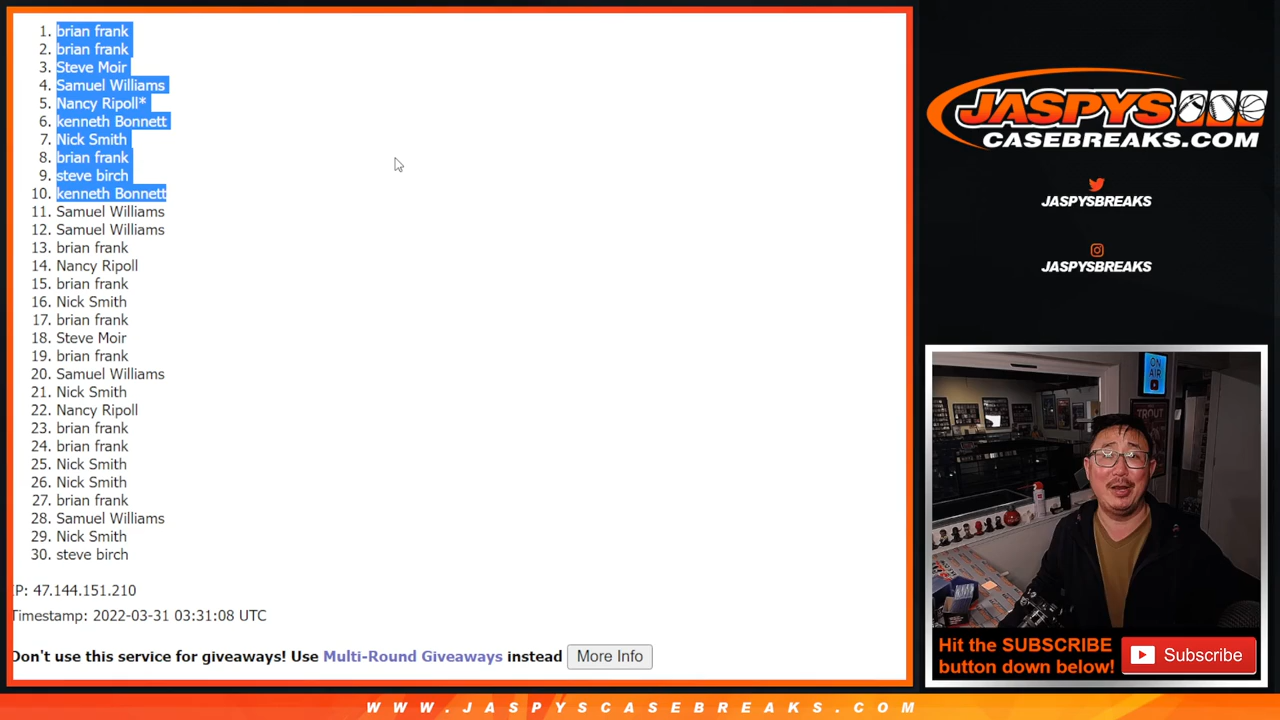 1. brian frank
2. brian frank
3. Steve Moir
4. Samuel Williams
5. Nancy Ripoll*
6. kenneth Bonnett
7. Nick Smith
8. brian frank
9. steve birch
10. kenneth Bonnett
11. Samuel Williams
12. Samuel Williams
13. brian frank
14. Nancy Ripoll
15. brian frank
16. Nick Smith
17. brian frank
18. Steve Moir
19. brian frank
20. Samuel Williams
21. Nick Smith
22. Nancy Ripoll
23. brian frank
24. brian frank
25. Nick Smith
26. Nick Smith
27. brian frank
28. Samuel Williams
29. Nick Smith
30. steve birch
IP: 47.144.151.210
Timestamp: 2022-03-31 03:31:08 UTC
Don't use this service for giveaways! Use Multi-Round Giveaways instead More Info
JASPYS
CASEBREAKS.COM
JASPYSBREAKS
JASPYSBREAKS
ON
AIR
TROUT
Hit the SUBSCRIBE
button down below!
Subscribe
WWW.JASPYSCASEBREAKS.COM